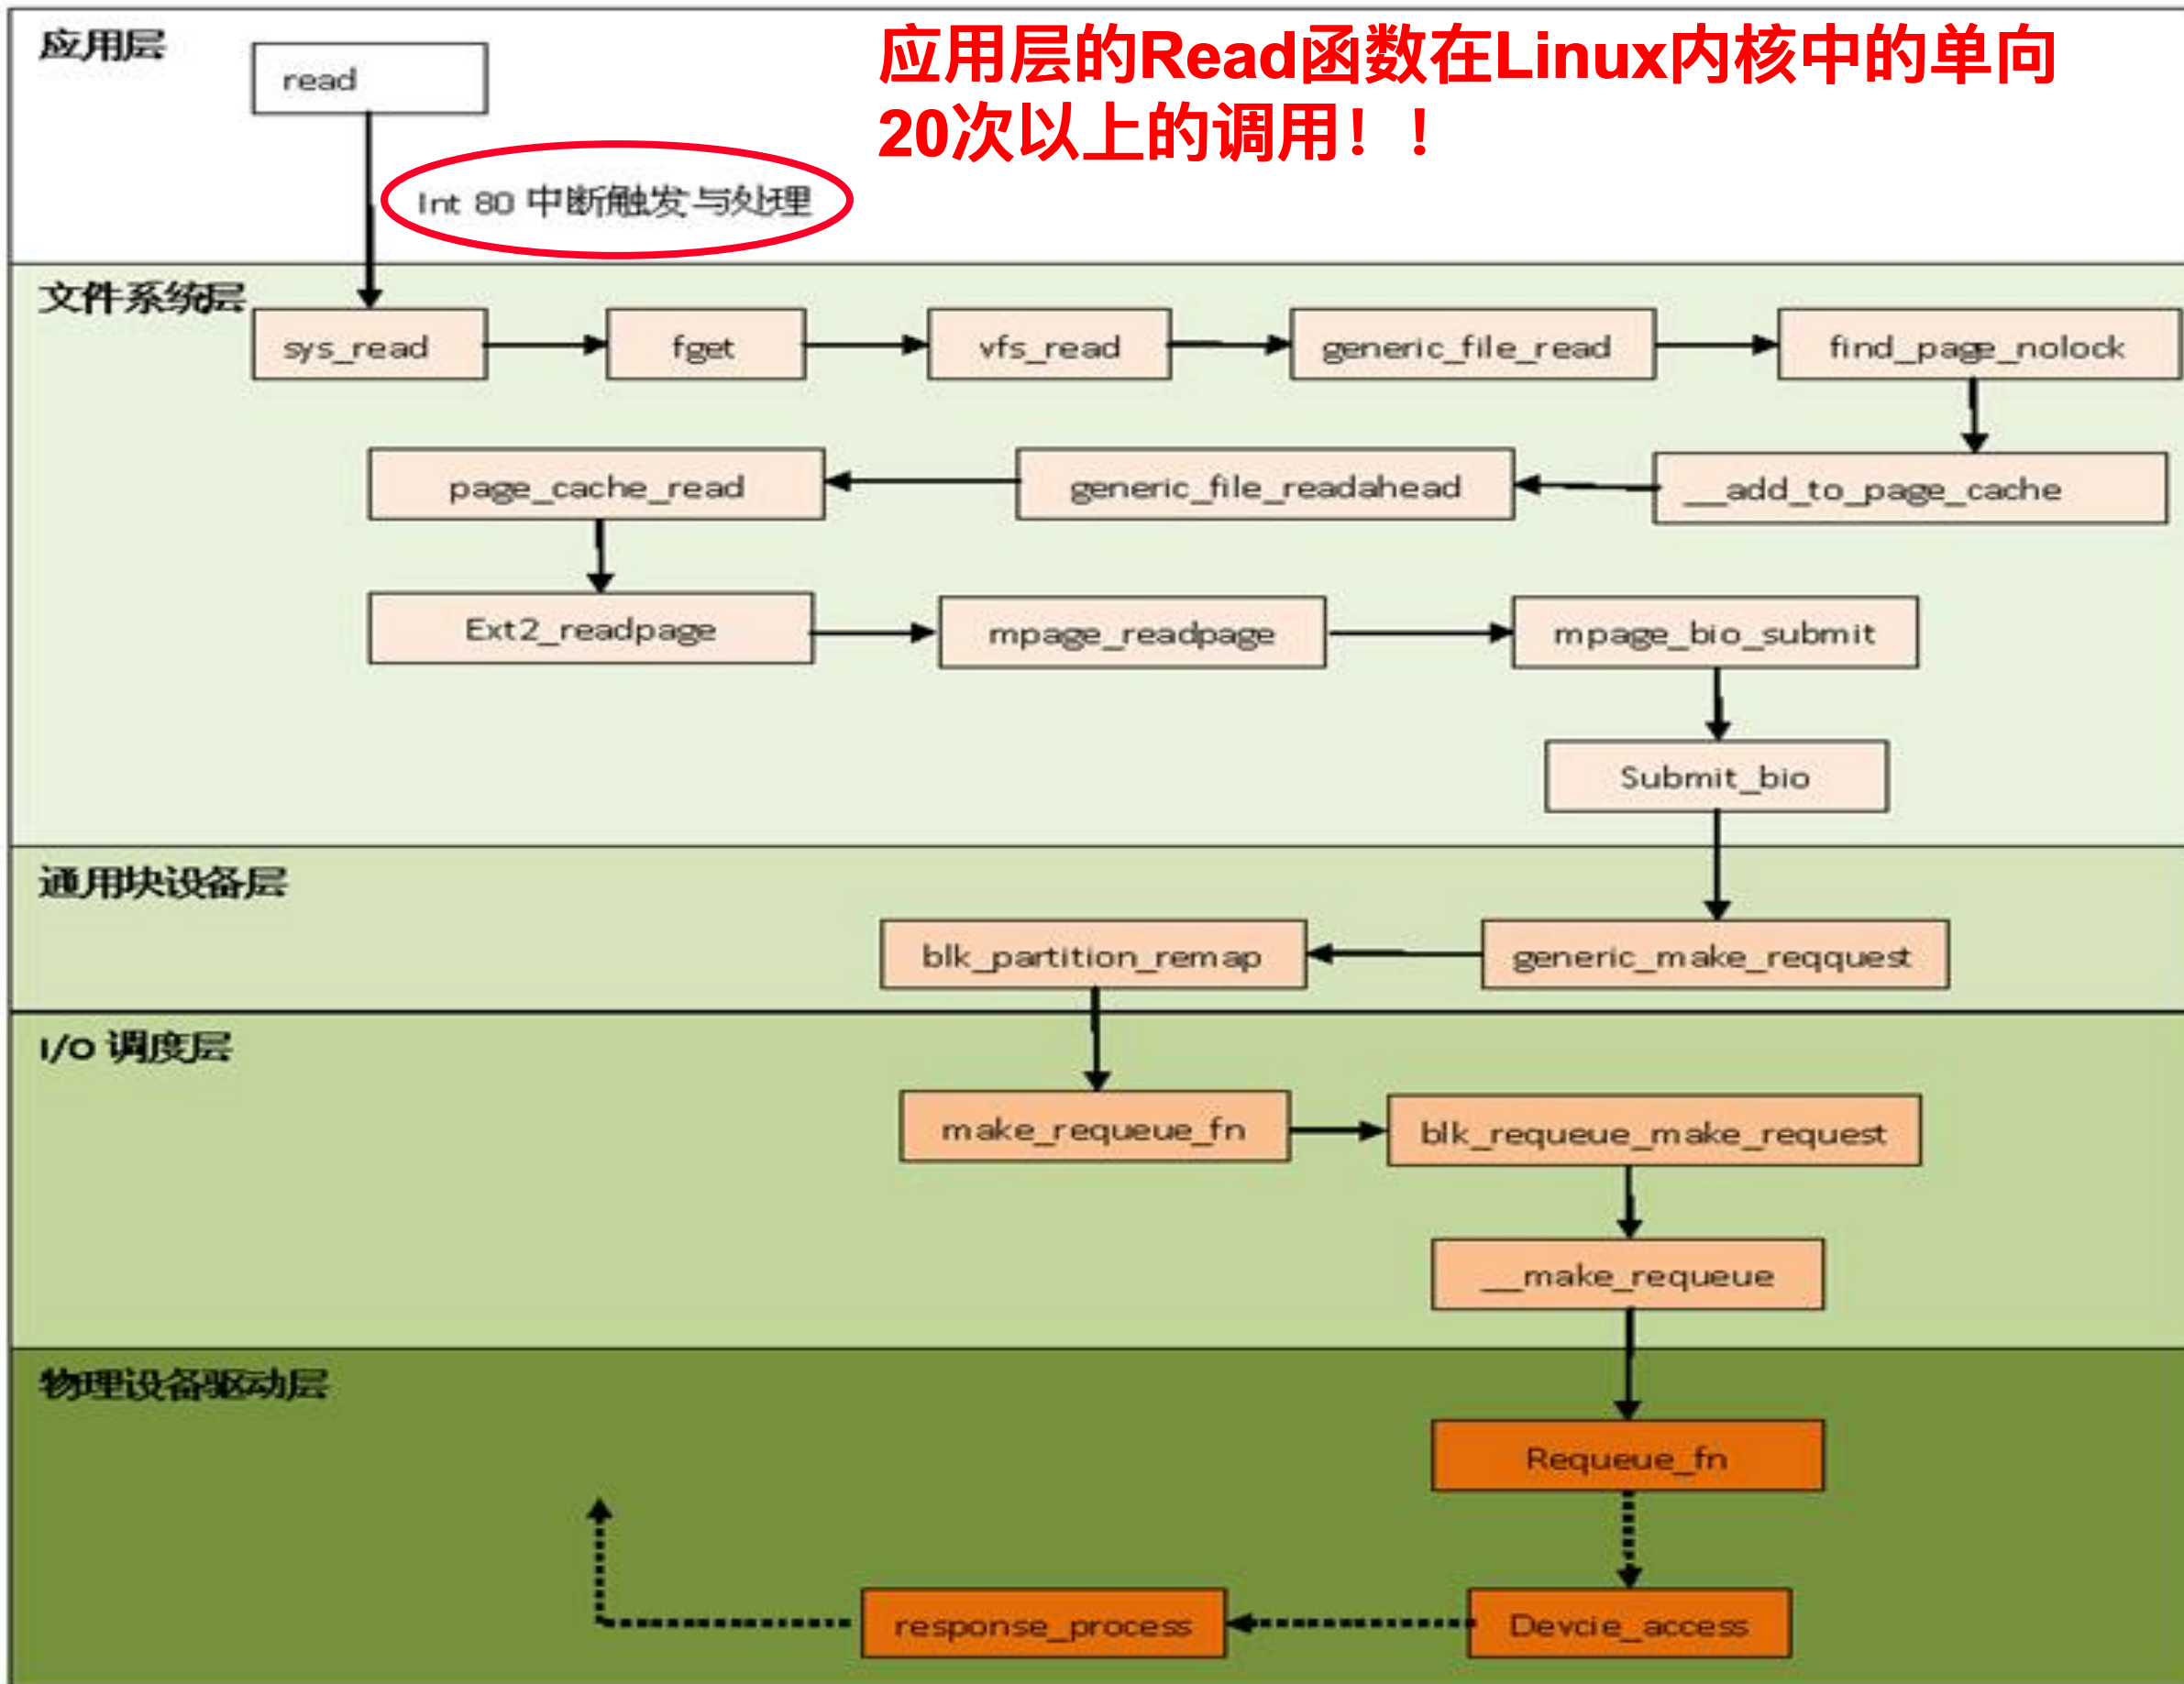 应用层
应用层的Read函数在Linux内核中的单向
20次以上的调用！！
read
Int 80 中断触发与处理
文件系统层
sys_read
fget
vfs_read
generic_file_read
find_page_nolock
page_cache_read
generic_file_readahead
__add_to_page_cache
Ext2_readpage
mpage_readpage
mpage_bio_submit
Submit_bio
通用块设备层
blk_partition_remap
generic_make_reqquest
I/O 调度层
make_requeue_fn
blk_requeue_make_request
__make_requeue
物理设备驱动层
Requeue_fn
response_process
Devcie_access